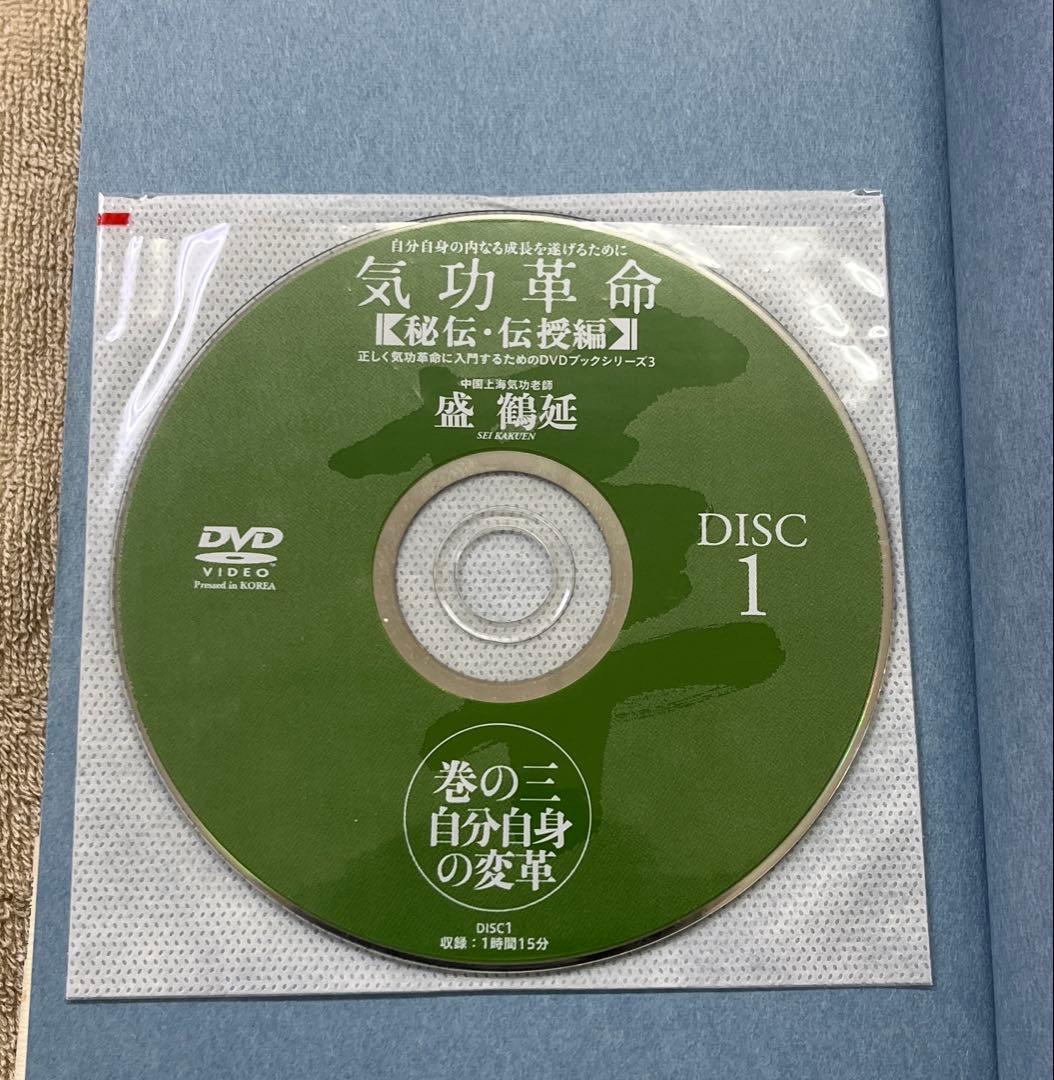 自分自身の内なる成長を遂げるために
気功革命
【秘伝・伝授編】
正しく気功革命に入門するためのDVDブックシリーズ3
中国上海気功老師
盛 鶴延
SEI KAKUEN
DVD
VIDEO
Pressed in KOREA
DISC
1
巻の三
自分自身
の変革
DISC1
収録:1時間15分